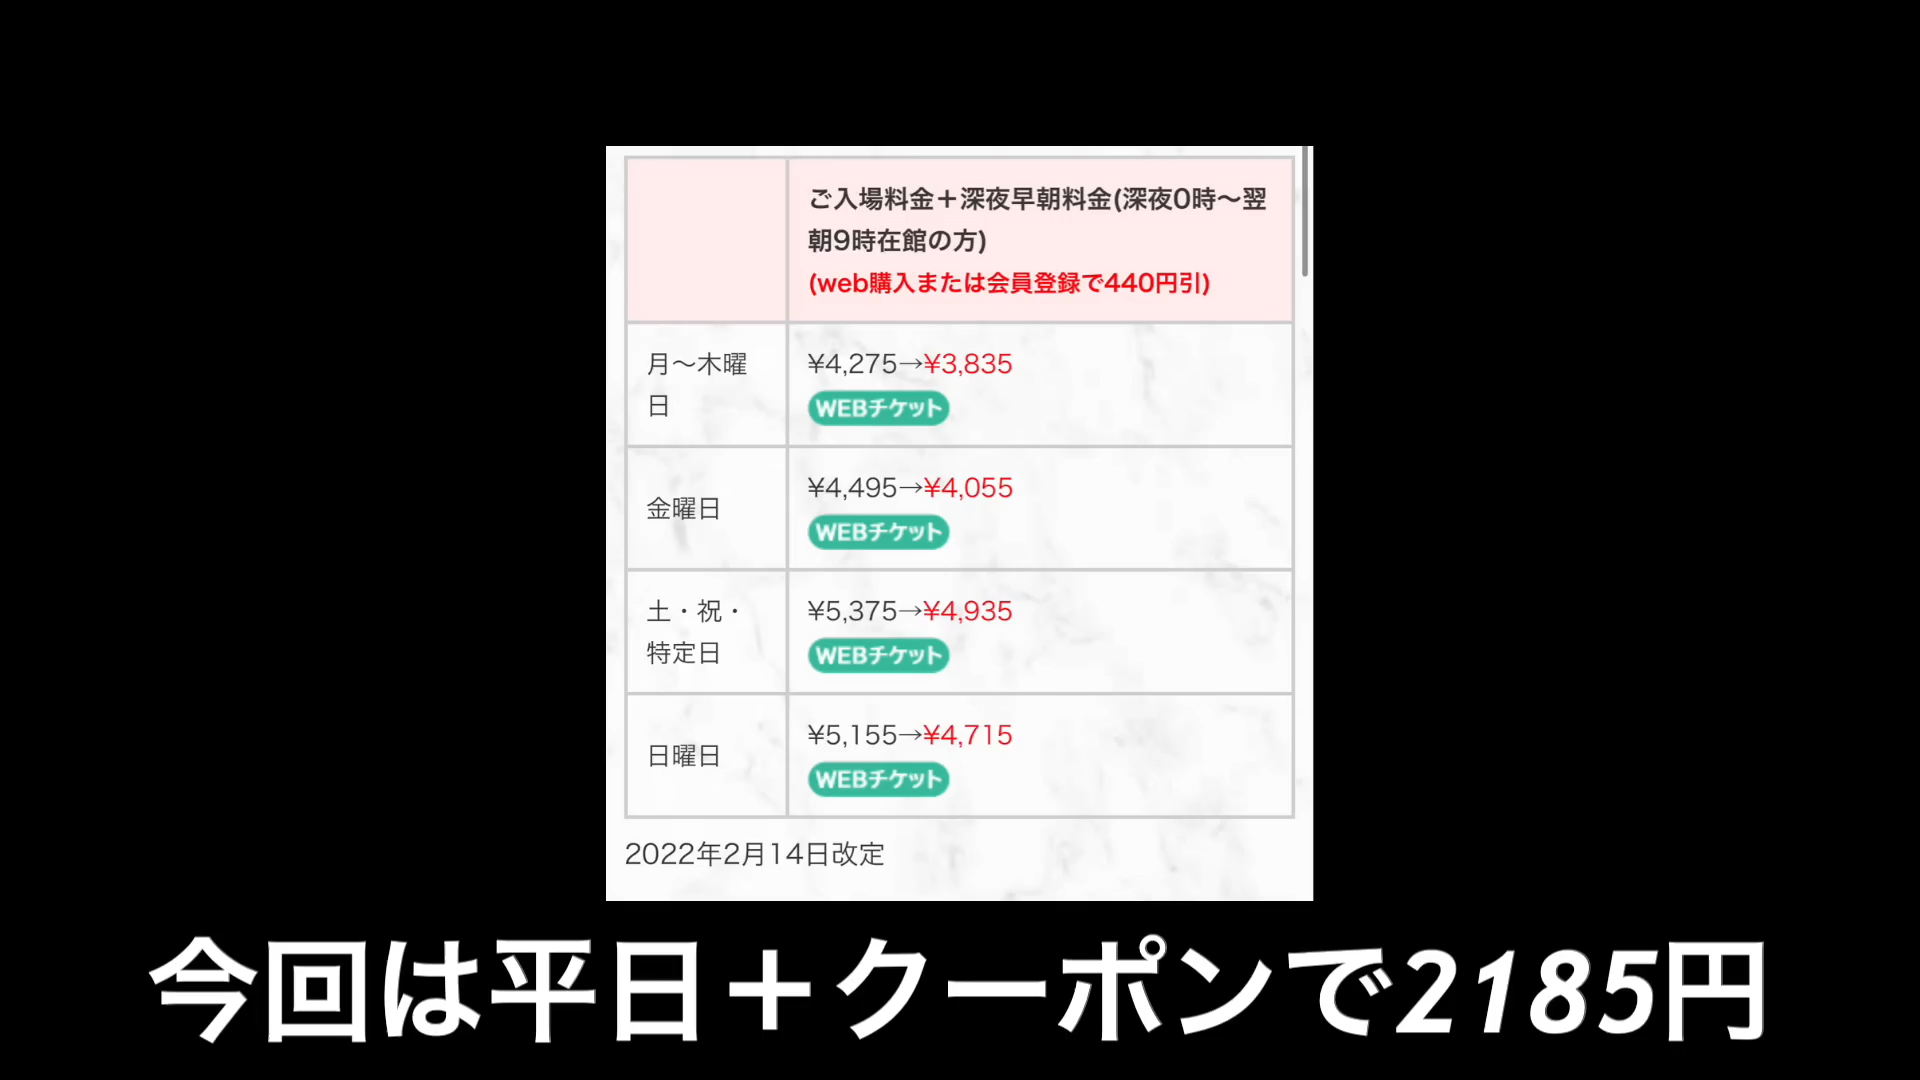 ご入場料金＋深夜早朝料金(深夜0時〜翌
朝9時在館の方)
(web購入または会員登録で440円引)
月〜木曜
日
¥4,275→¥3,835
WEBチケット
金曜日
¥4,495→¥4,055
WEBチケット
土・祝・
特定日
¥5,375→¥4,935
WEBチケット
日曜日
¥5,155→¥4,715
WEBチケット
2022年2月14日改定
今回は平日＋クーポンで2185円